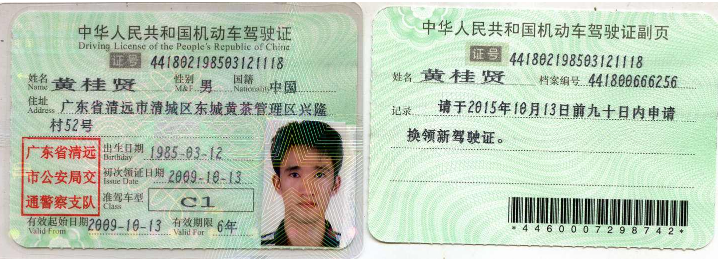 中华人民共和国机动车驾驶证
Driving License of the People's Republic of China
证号 441802198503121118
姓名 Name 黄桂贤 性别 M&F 男 国籍 Nationality 中国
住址 Address 广东省清远市清城区东城黄茶管理区兴隆
村52号
广东省清远
市公安局交
通警察支队
出生日期 Birthday 1985-03-12
初次领证日期 Issue Date 2009-10-13
准驾车型 Class C1
有效起始日期 Valid From 2009-10-13 有效期限 Valid For 6年
中华人民共和国机动车驾驶证副页
证号 441802198503121118
姓名 黄桂贤 档案编号 441800666256
记录 请于2015年10月13日前九十日内申请
换领新驾驶证。
*4460007298742*